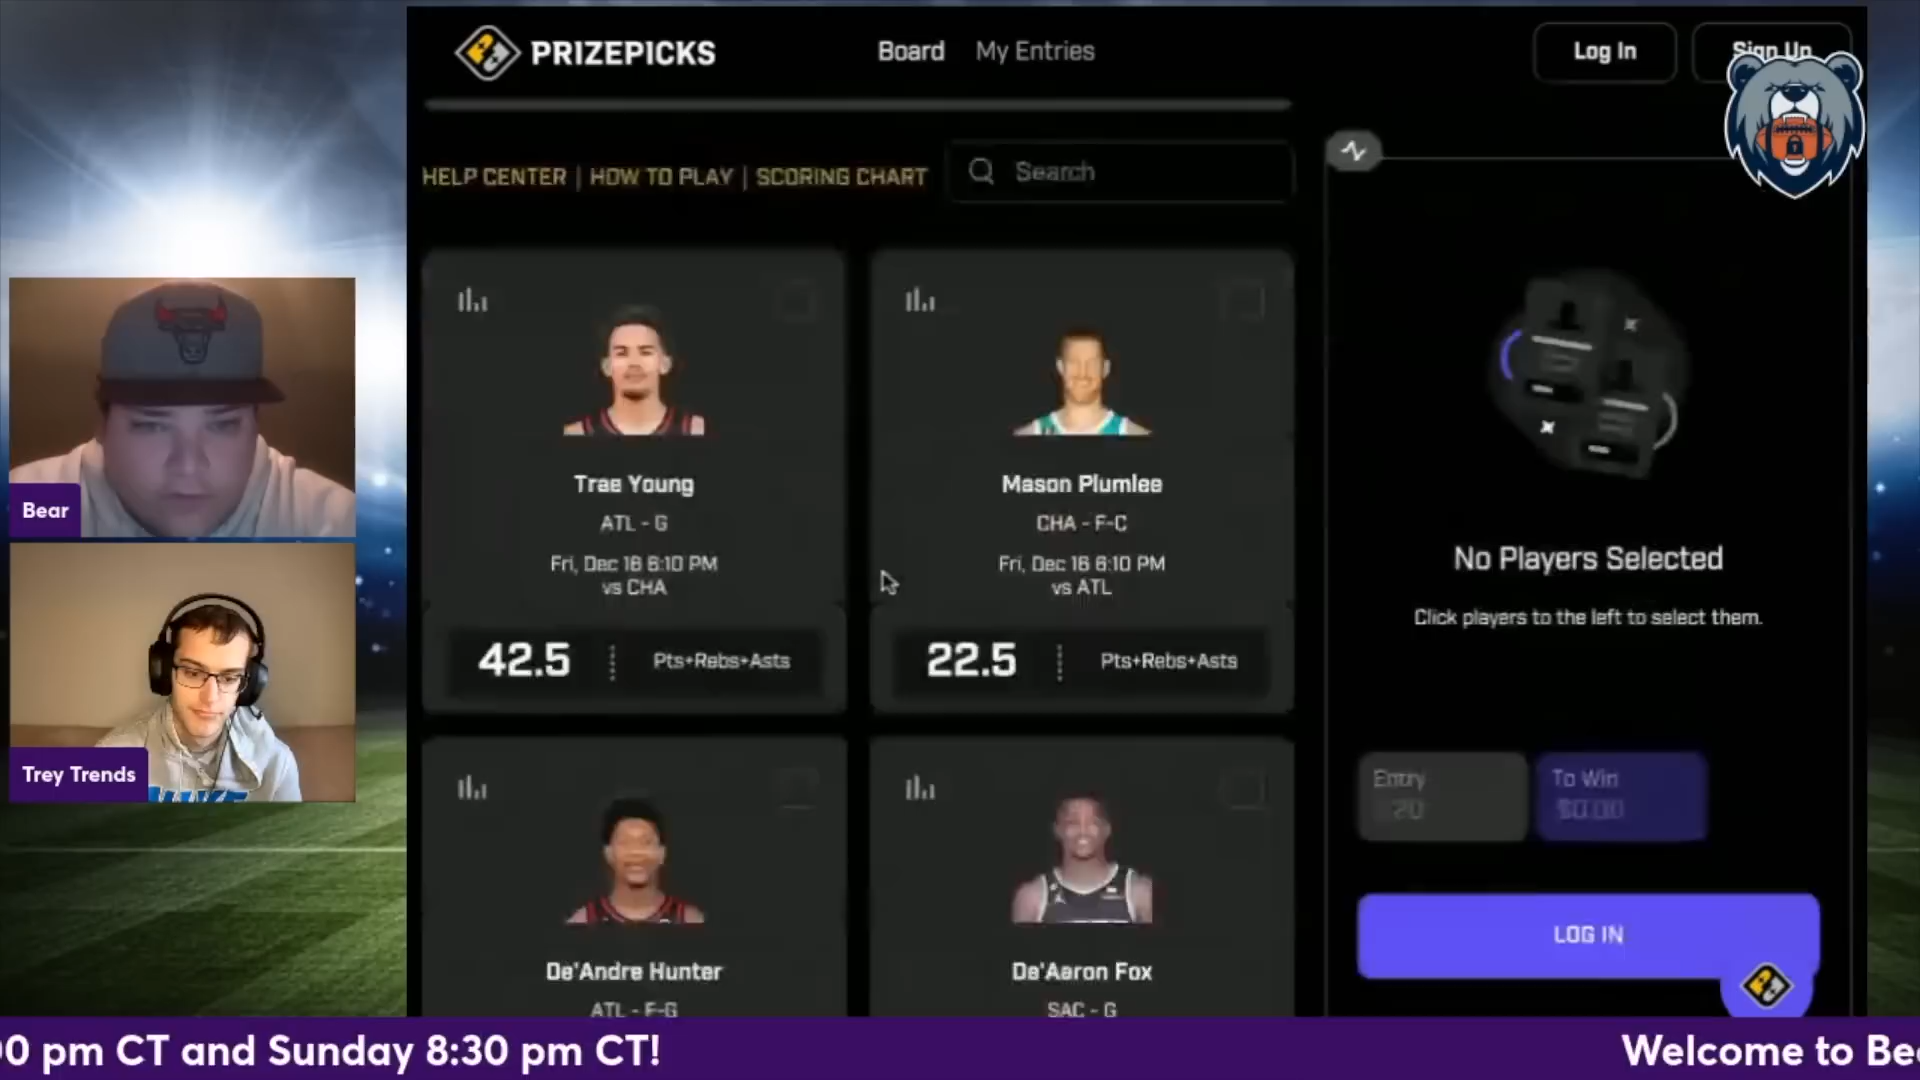 PRIZEPICKS
Board My Entries
Log In
Sign Up
HELP CENTER | HOW TO PLAY | SCORING CHART
Search
Trae Young
ATL - G
Fri, Dec 16 6:10 PM
vs CHA
42.5 Pts+Rebs+Asts
Mason Plumlee
CHA - F-C
Fri, Dec 16 6:10 PM
vs ATL
22.5 Pts+Rebs+Asts
De'Andre Hunter
ATL - F-G
De'Aaron Fox
SAC - G
No Players Selected
Click players to the left to select them.
Entry
20
To Win
$0.00
LOG IN
Bear
Trey Trends
00 pm CT and Sunday 8:30 pm CT!
Welcome to Bea